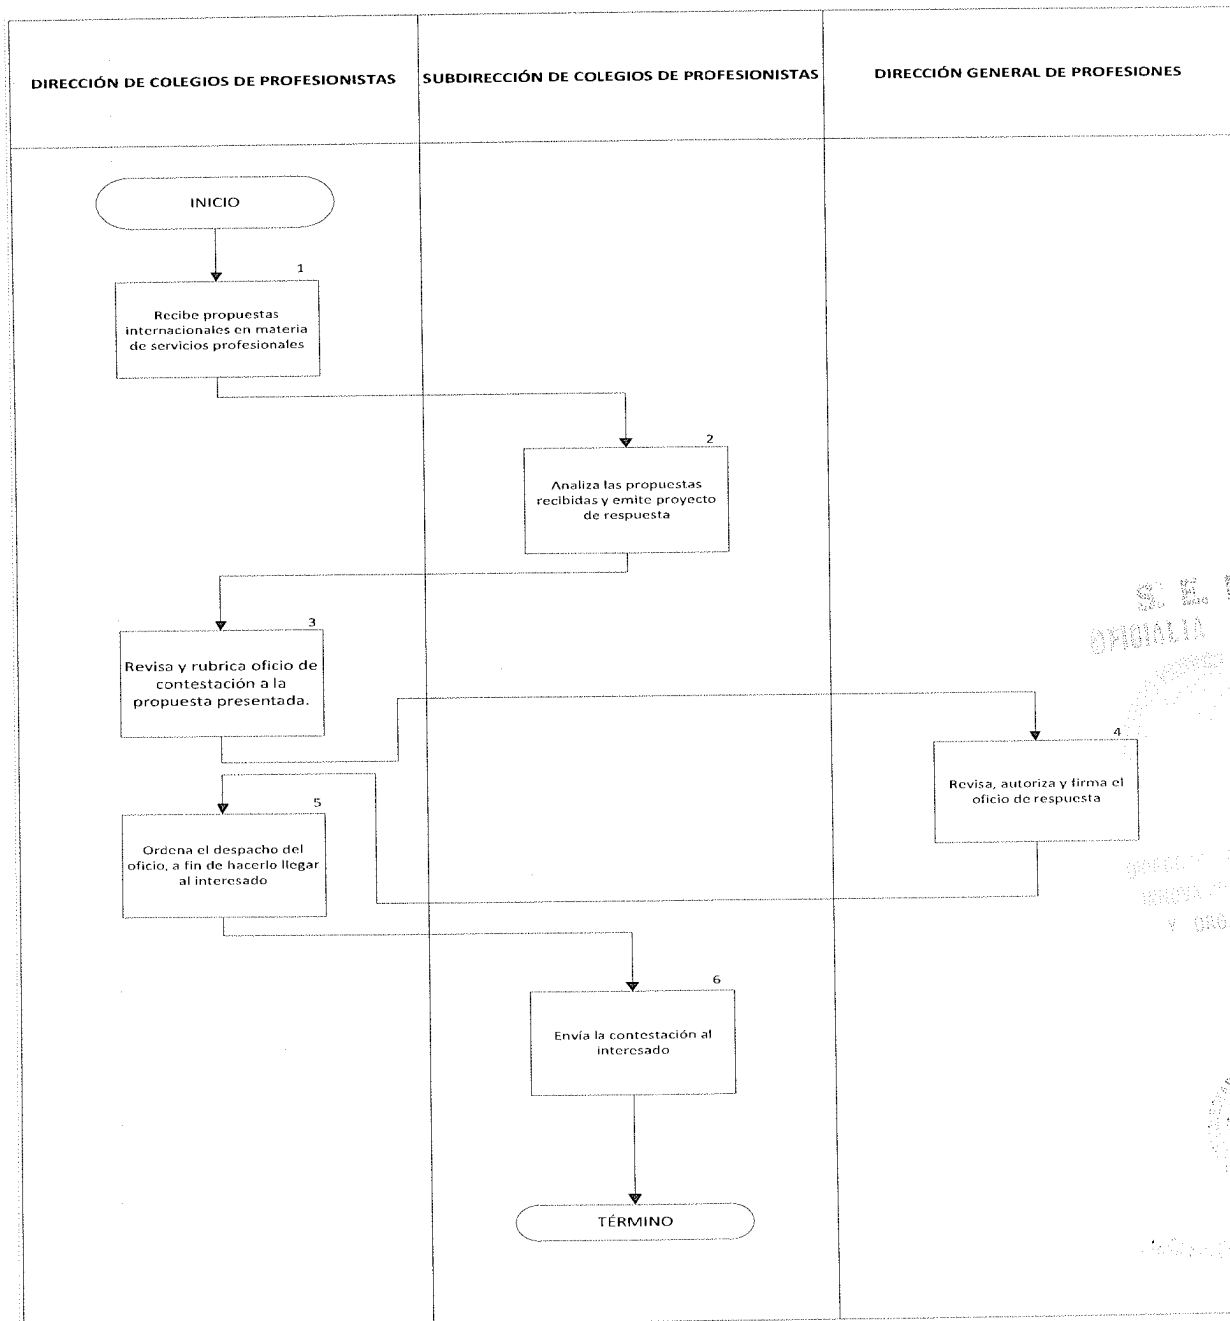 DIRECCIÓN DE COLEGIOS DE PROFESIONISTAS
SUBDIRECCIÓN DE COLEGIOS DE PROFESIONISTAS
DIRECCIÓN GENERAL DE PROFESIONES
INICIO
1
Recibe propuestas
internacionales en materia
de servicios profesionales
2
Analiza las propuestas
recibidas y emite proyecto
de respuesta
3
Revisa y rubrica oficio de
contestación a la
propuesta presentada.
4
Revisa, autoriza y firma el
oficio de respuesta
5
Ordena el despacho del
oficio, a fin de hacerlo llegar
al interesado
6
Envía la contestación al
interesado
TÉRMINO
S. E.
OFICIALIA